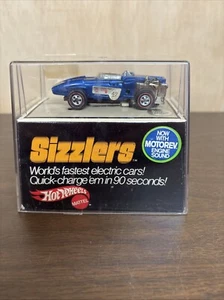 Sizzlers
NOW
WITH
MOTOREV
ENGINE
SOUND
World's fastest electric cars!
Quick-charge 'em in 90 seconds!
Hot Wheels
MATTEL